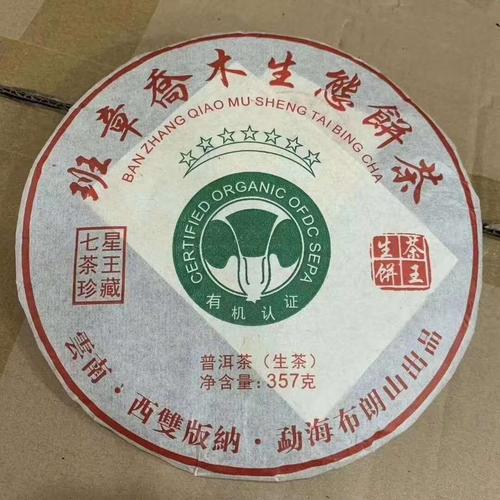 班章喬木生態餅茶
BAN ZHANG QIAO MU SHENG TAI BING CHA
CERTIFIED ORGANIC OFDC SEPA
有机认证
七星
茶王
珍藏
茶王
生餅
普洱茶（生茶）
净含量: 357克
雲南·西雙版納·勐海布朗山出品